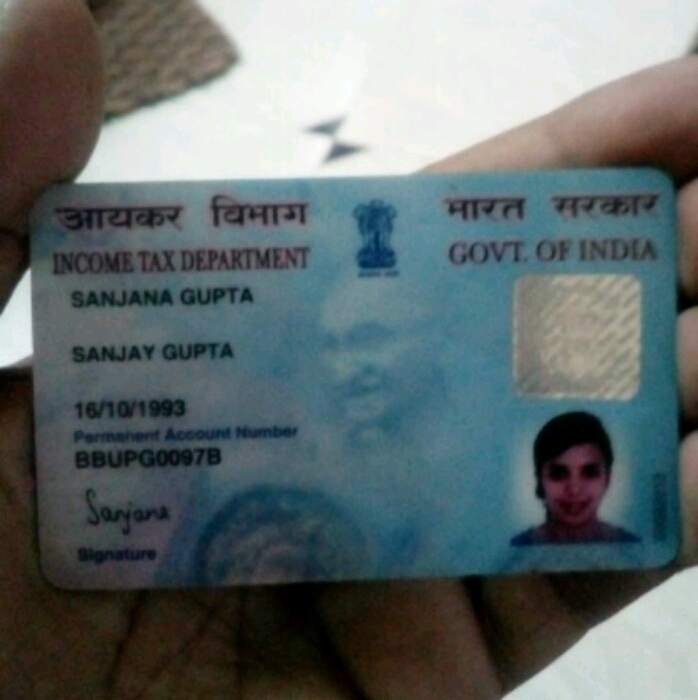 आयकर विभाग
भारत सरकार
INCOME TAX DEPARTMENT
GOVT. OF INDIA
SANJANA GUPTA
SANJAY GUPTA
16/10/1993
Permanent Account Number
BBUPG0097B
Sanjana
Signature